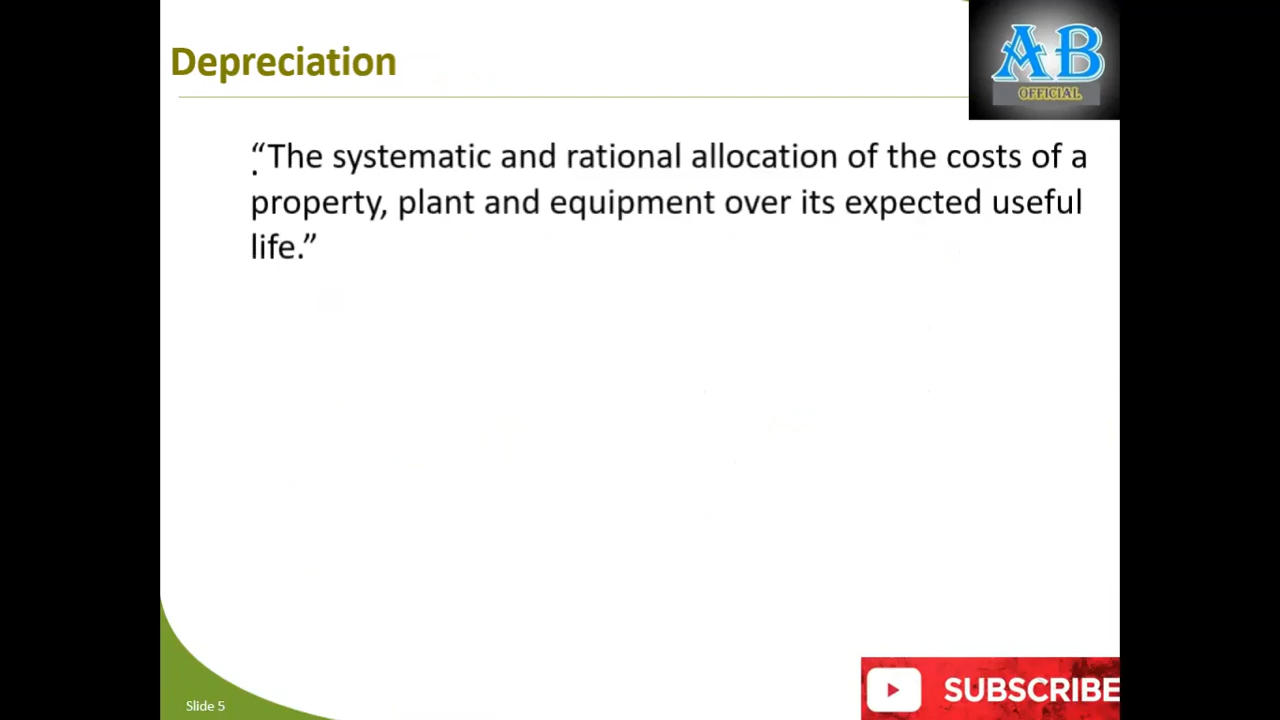 Depreciation
AB
OFFICIAL
“The systematic and rational allocation of the costs of a
property, plant and equipment over its expected useful
life.”
Slide 5
SUBSCRIBE